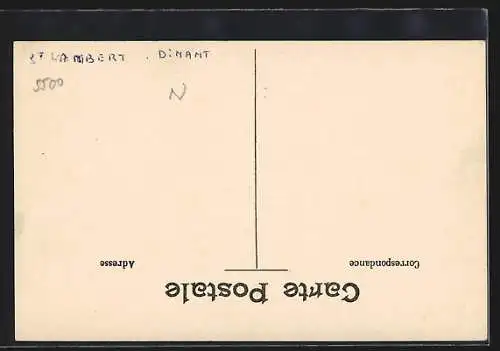 St LAMBERT . DINANT
5500
N
Carte Postale
Correspondance
Adresse